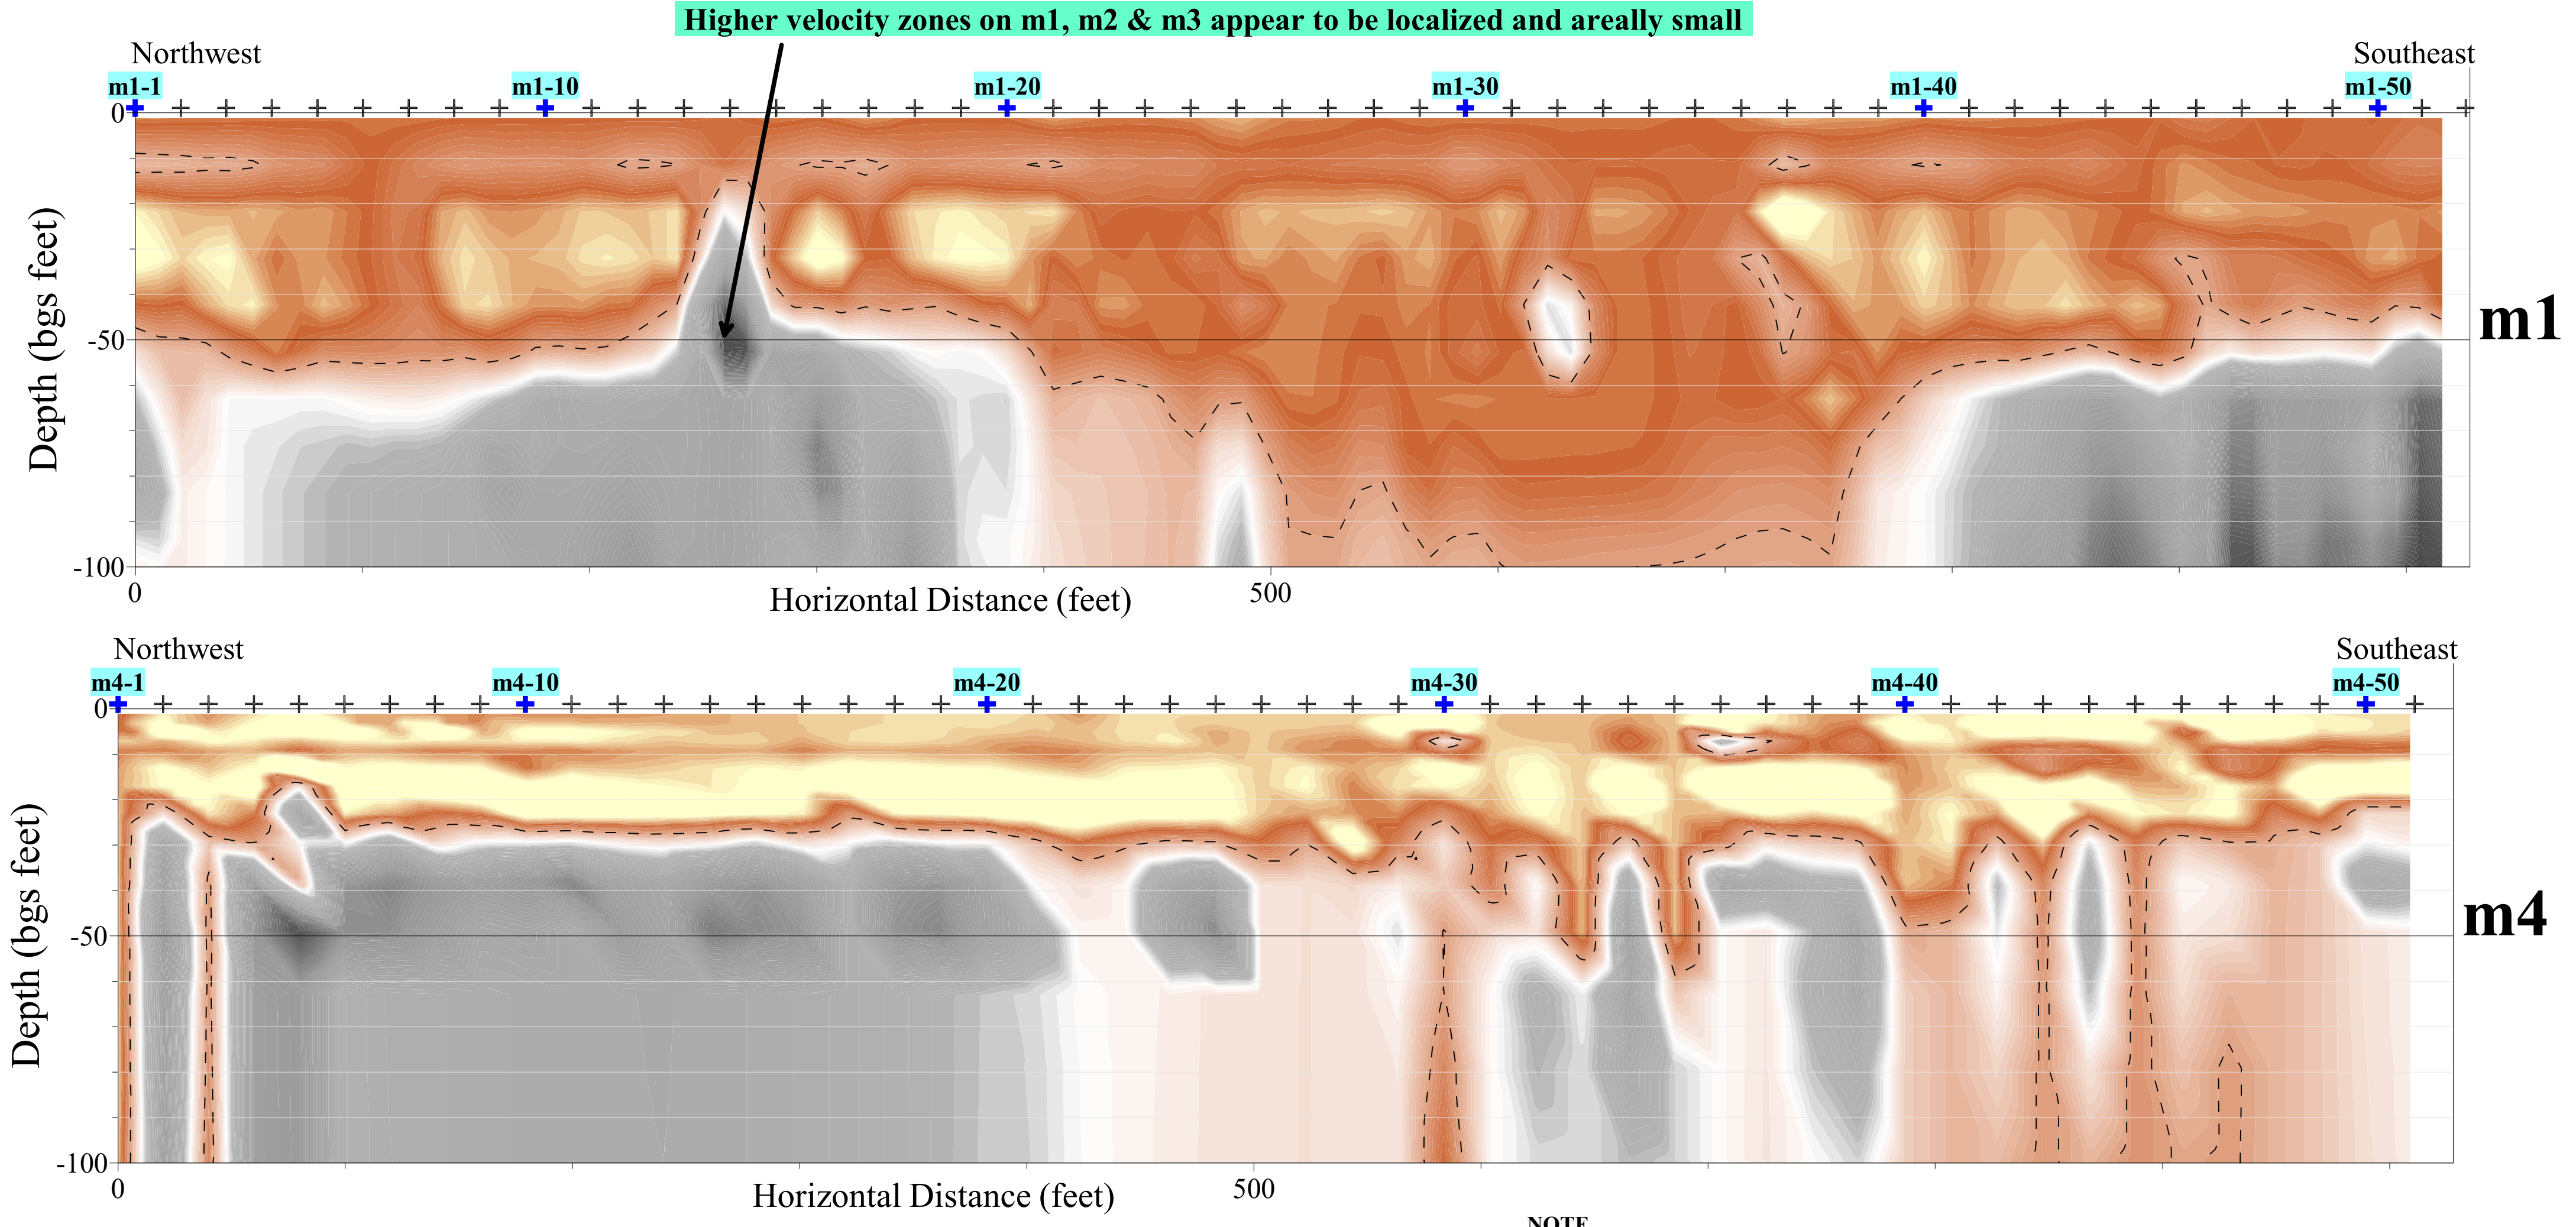 Higher velocity zones on m1, m2 & m3 appear to be localized and areally small
Northwest
Southeast
m1-1
m1-10
m1-20
m1-30
m1-40
m1-50
0
-50
-100
Depth (bgs feet)
m1
0
500
Horizontal Distance (feet)
Northwest
Southeast
m4-1
m4-10
m4-20
m4-30
m4-40
m4-50
0
-50
-100
Depth (bgs feet)
m4
0
500
Horizontal Distance (feet)
NOTE